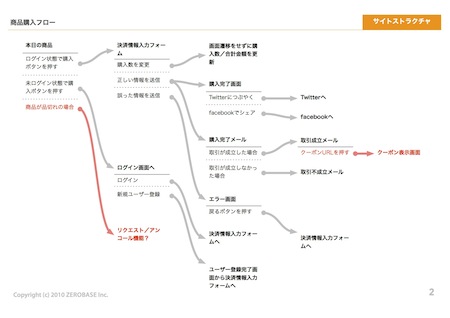 商品購入フロー
サイトストラクチャ
本日の商品
ログイン状態で購入
ボタンを押す
未ログイン状態で購
入ボタンを押す
商品が品切れの場合
決済情報入力フォー
ム
購入数を変更
正しい情報を送信
誤った情報を送信
ログイン画面へ
ログイン
新規ユーザー登録
リクエスト／アン
コール機能？
画面遷移をせずに購
入数／合計金額を更
新
購入完了画面
Twitterにつぶやく
facebookでシェア
購入完了メール
取引が成立した場合
取引が成立しなかっ
た場合
エラー画面
戻るボタンを押す
決済情報入力フォー
ムへ
ユーザー登録完了画
面から決済情報入力
フォームへ
Twitterへ
facebookへ
取引成立メール
クーポンURLを押す
取引不成立メール
決済情報入力フォー
ムへ
クーポン表示画面
Copyright (c) 2010 ZEROBASE Inc.
2